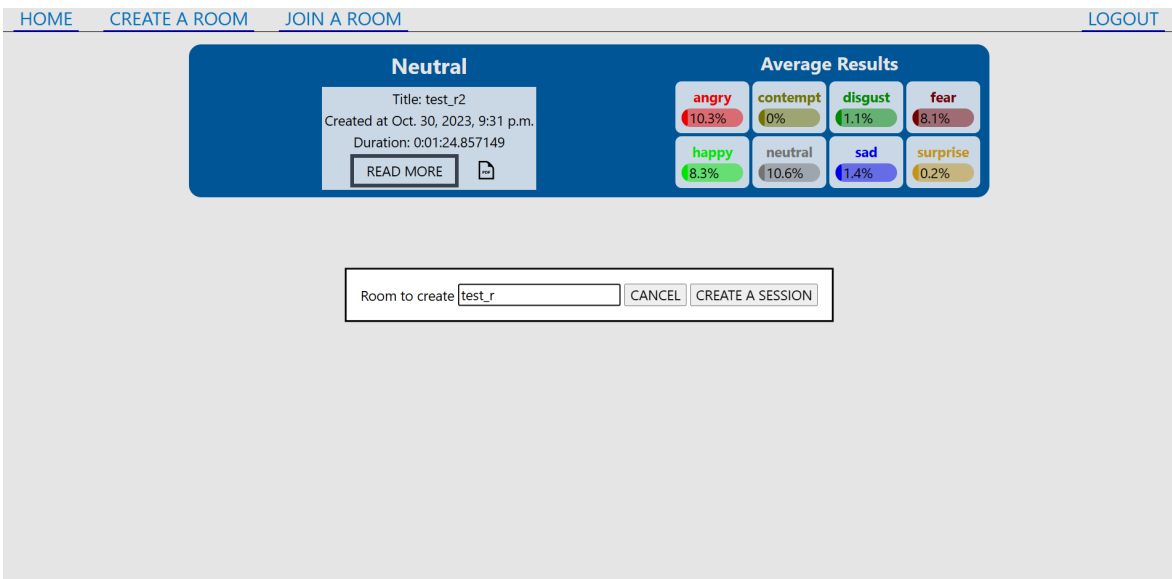 HOME CREATE A ROOM JOIN A ROOM LOGOUT
Neutral
Title: test_r2
Created at Oct. 30, 2023, 9:31 p.m.
Duration: 0:01:24.857149
READ MORE PDF
Average Results
angry contempt disgust fear
10.3% 0% 1.1% 8.1%
happy neutral sad surprise
8.3% 10.6% 1.4% 0.2%
Room to create test_r CANCEL CREATE A SESSION